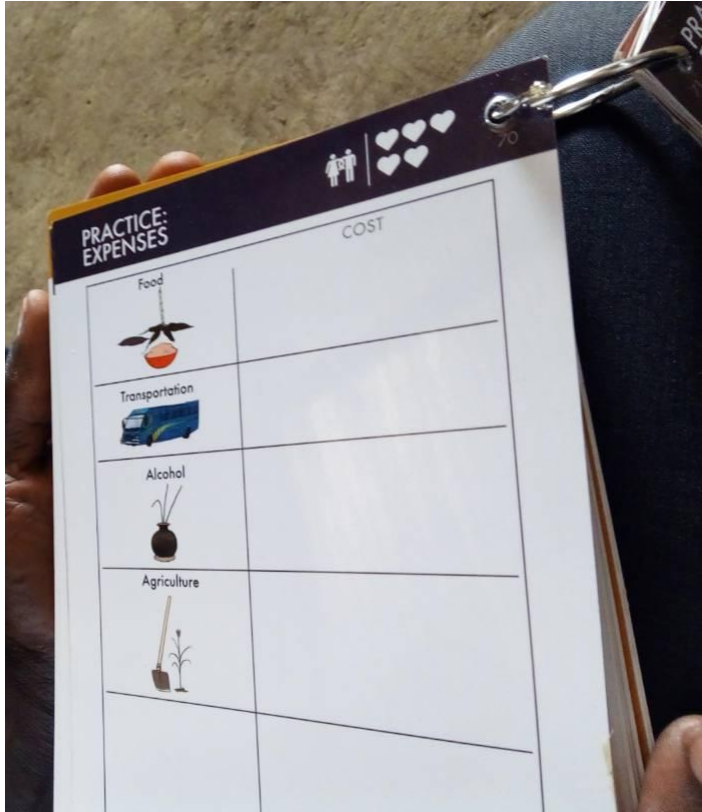 PRACTICE:
EXPENSES
COST
Food
Transportation
Alcohol
Agriculture